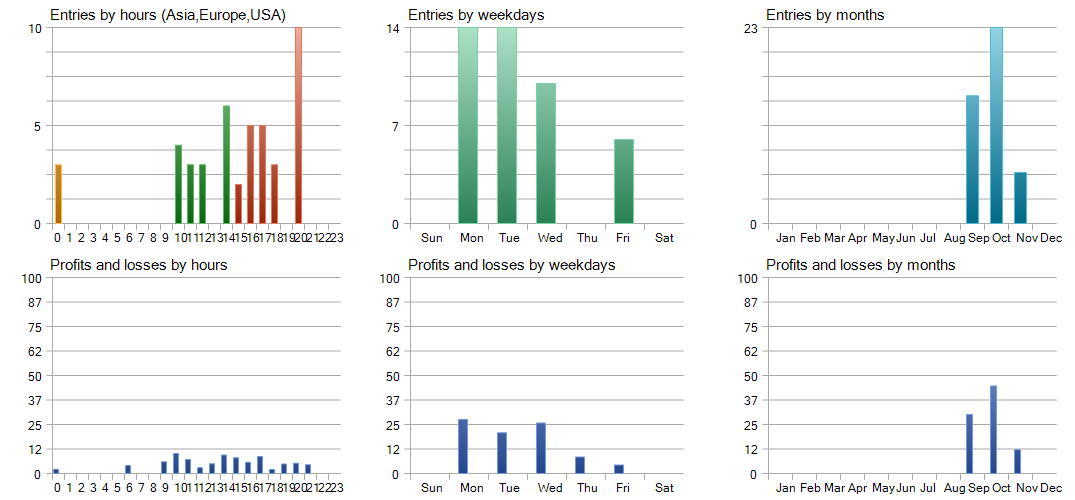 Entries by hours (Asia,Europe,USA)
10
5
0
0 1 2 3 4 5 6 7 8 9 10 11 12 13 14 15 16 17 18 19 20 21 22 23
Entries by weekdays
14
7
0
Sun Mon Tue Wed Thu Fri Sat
Entries by months
23
0
Jan Feb Mar Apr May Jun Jul Aug Sep Oct Nov Dec
Profits and losses by hours
100
87
75
62
50
37
25
12
0
0 1 2 3 4 5 6 7 8 9 10 11 12 13 14 15 16 17 18 19 20 21 22 23
Profits and losses by weekdays
100
87
75
62
50
37
25
12
0
Sun Mon Tue Wed Thu Fri Sat
Profits and losses by months
100
87
75
62
50
37
25
12
0
Jan Feb Mar Apr May Jun Jul Aug Sep Oct Nov Dec